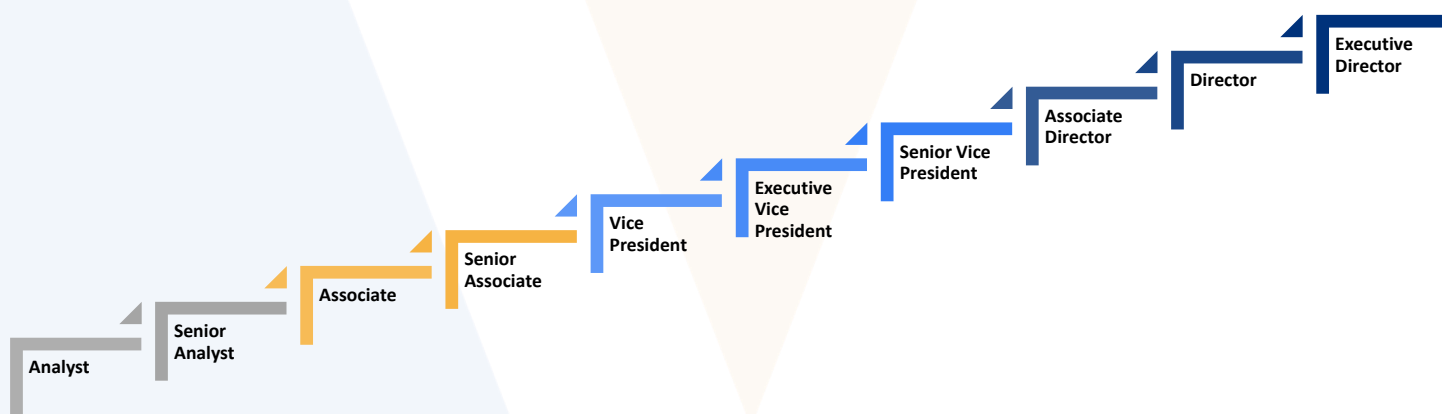 Analyst
Senior
Analyst
Associate
Senior
Associate
Vice
President
Executive
Vice
President
Senior Vice
President
Associate
Director
Director
Executive
Director